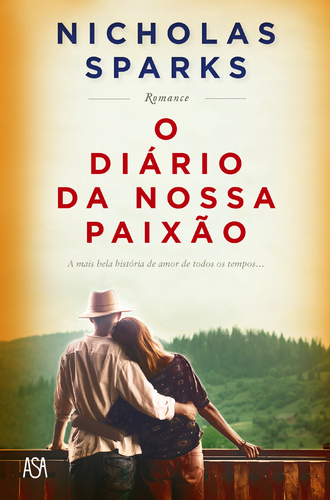 NICHOLAS
SPARKS
Romance
O
DIÁRIO
DA NOSSA
PAIXÃO
A mais bela história de amor de todos os tempos...
ASA